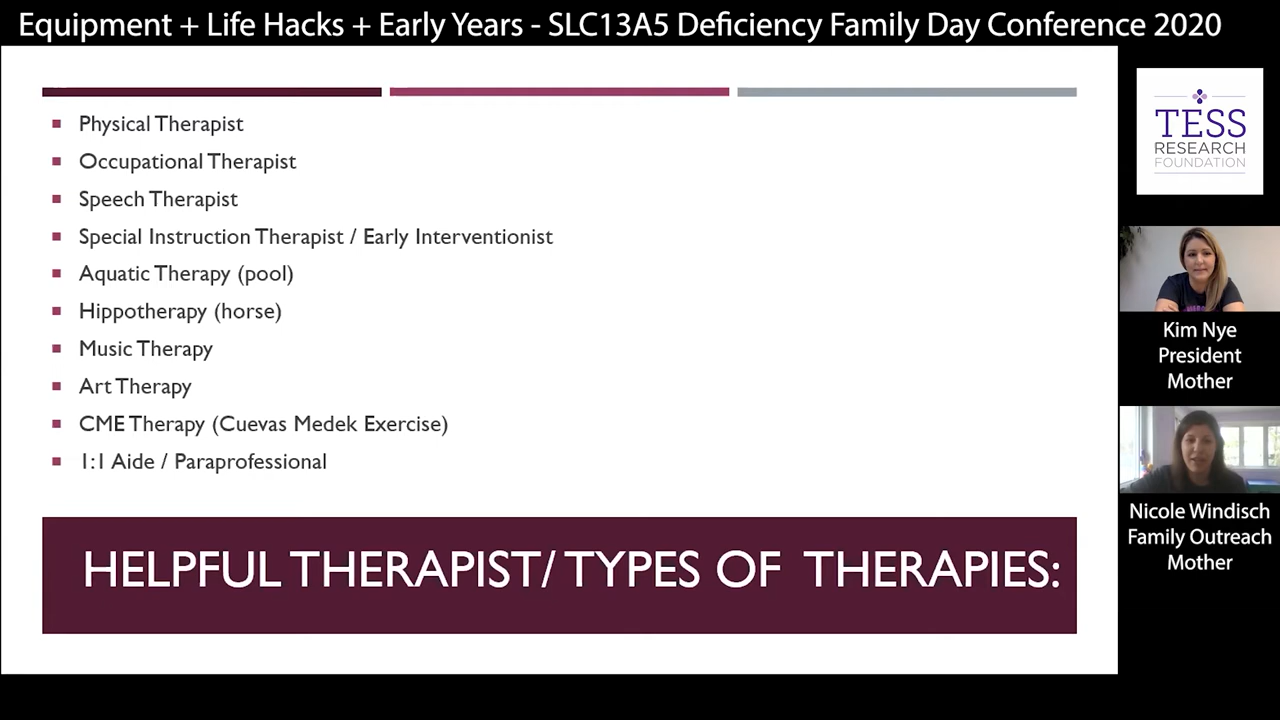 Equipment + Life Hacks + Early Years - SLC13A5 Deficiency Family Day Conference 2020
Physical Therapist
Occupational Therapist
Speech Therapist
Special Instruction Therapist / Early Interventionist
Aquatic Therapy (pool)
Hippotherapy (horse)
Music Therapy
Art Therapy
CME Therapy (Cuevas Medek Exercise)
1:1 Aide / Paraprofessional
HELPFUL THERAPIST/ TYPES OF THERAPIES:
TESS
RESEARCH
FOUNDATION
Kim Nye
President
Mother
Nicole Windisch
Family Outreach
Mother